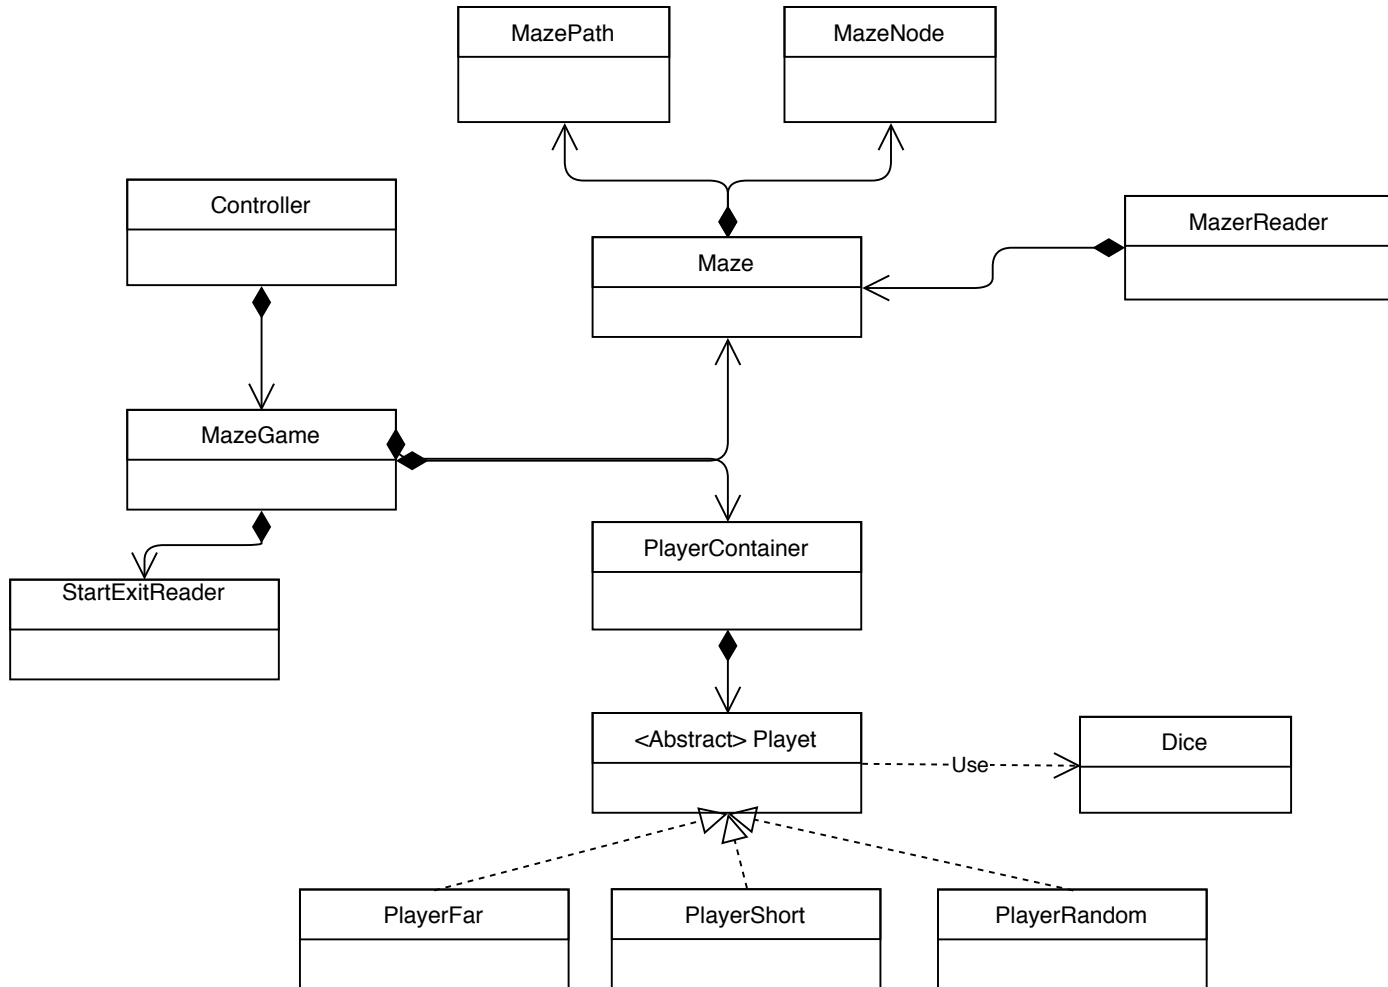 MazePath
MazeNode
Controller
MazerReader
Maze
MazeGame
PlayerContainer
StartExitReader
<Abstract> Playet
Use
Dice
PlayerFar
PlayerShort
PlayerRandom